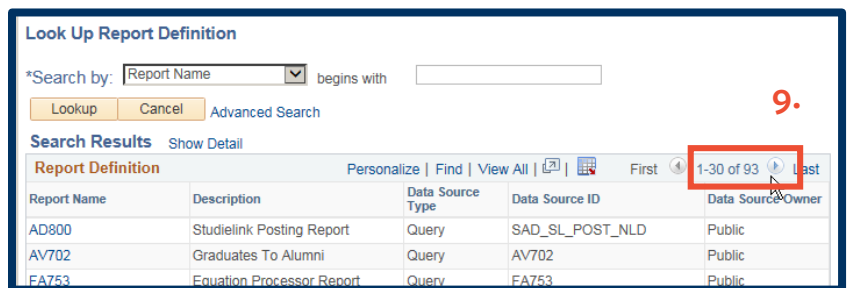 Look Up Report Definition
*Search by: Report Name begins with
9.
Lookup Cancel Advanced Search
Search Results Show Detail
Report Definition Personalize | Find | View All | | First 1-30 of 93 Last
Report Name Description Data Source Type Data Source ID Data Source Owner
AD800 Studielink Posting Report Query SAD_SL_POST_NLD Public
AV702 Graduates To Alumni Query AV702 Public
FA753 Equation Processor Report Query FA753 Public